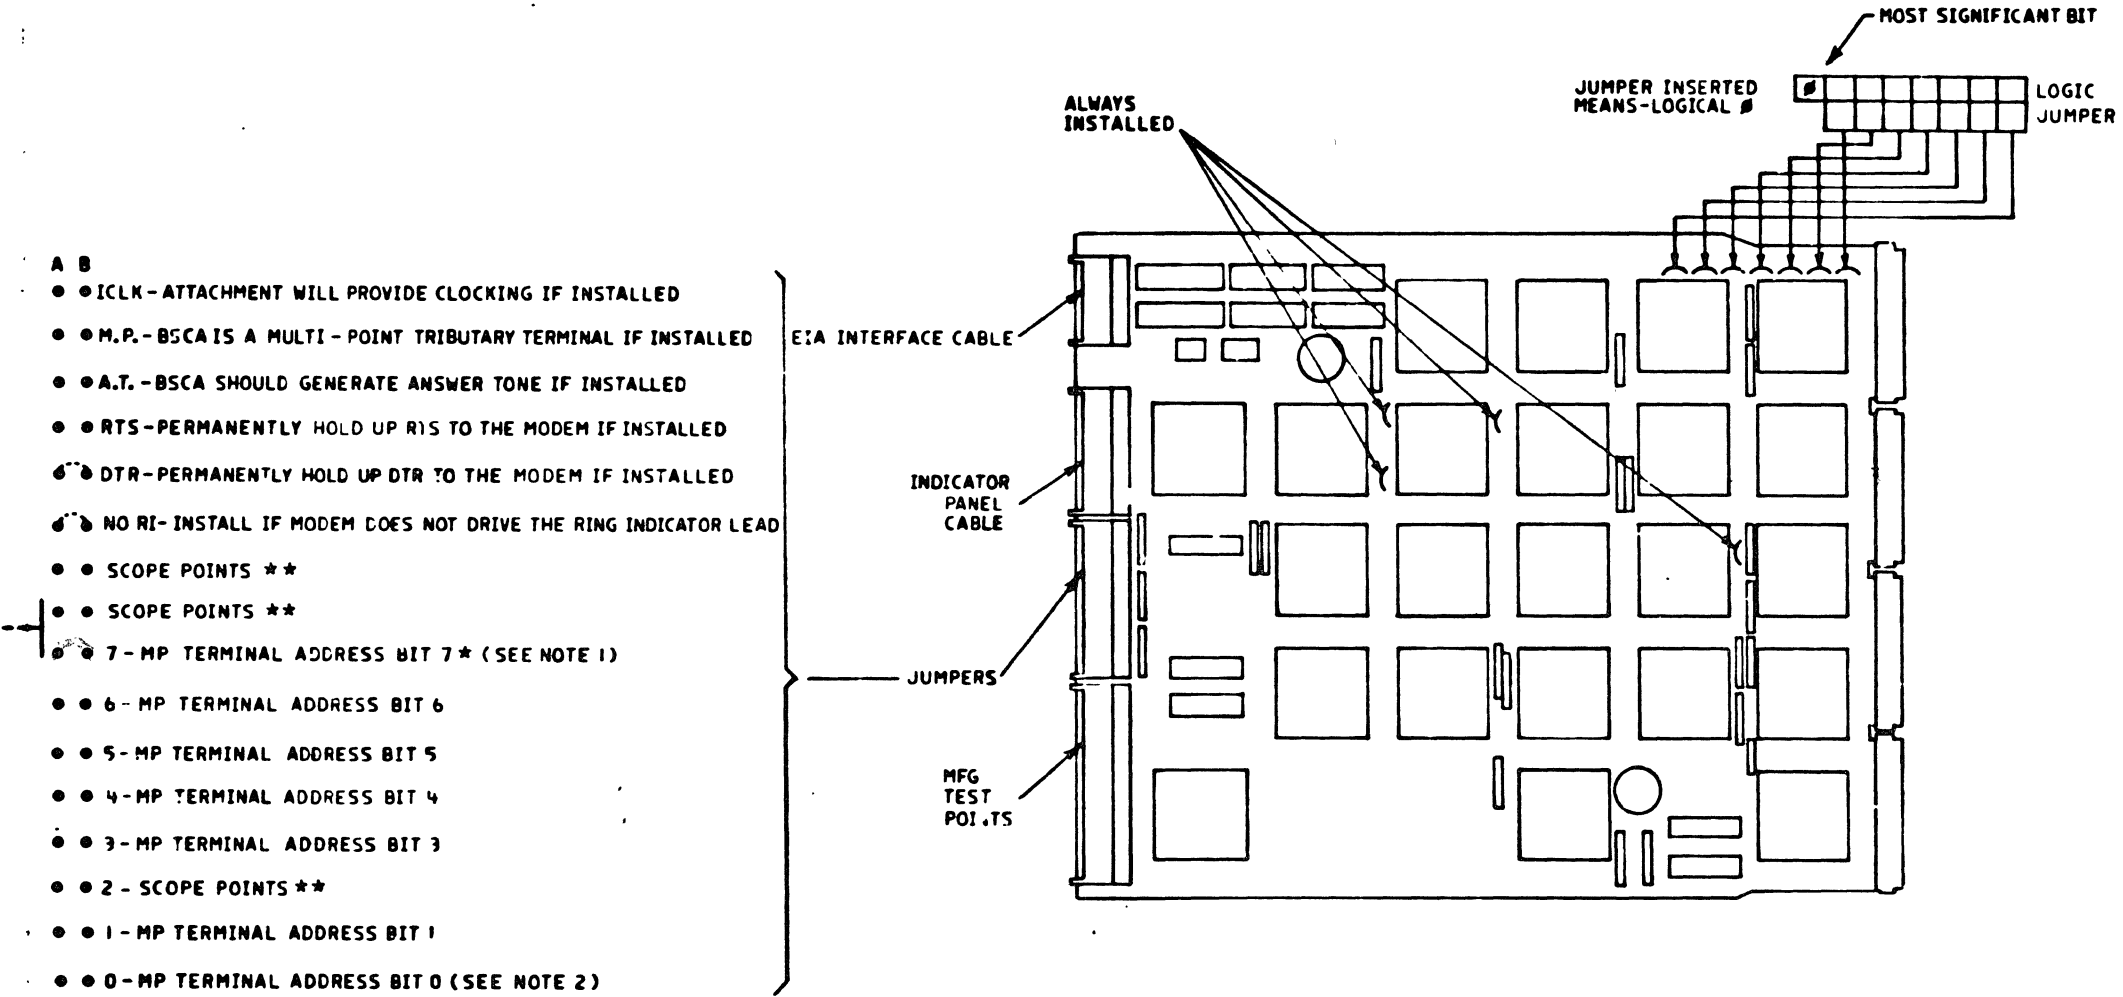 MOST SIGNIFICANT BIT
JUMPER INSERTED
MEANS-LOGICAL Ø
Ø
LOGIC
JUMPER
ALWAYS
INSTALLED
A B
ICLK-ATTACHMENT WILL PROVIDE CLOCKING IF INSTALLED
M.P.-BSCA IS A MULTI-POINT TRIBUTARY TERMINAL IF INSTALLED
A.T.-BSCA SHOULD GENERATE ANSWER TONE IF INSTALLED
RTS-PERMANENTLY HOLD UP RTS TO THE MODEM IF INSTALLED
DTR-PERMANENTLY HOLD UP DTR TO THE MODEM IF INSTALLED
NO RI-INSTALL IF MODEM DOES NOT DRIVE THE RING INDICATOR LEAD
SCOPE POINTS **
SCOPE POINTS **
7-MP TERMINAL ADDRESS BIT 7* (SEE NOTE 1)
6-MP TERMINAL ADDRESS BIT 6
5-MP TERMINAL ADDRESS BIT 5
4-MP TERMINAL ADDRESS BIT 4
3-MP TERMINAL ADDRESS BIT 3
2-SCOPE POINTS **
1-MP TERMINAL ADDRESS BIT 1
0-MP TERMINAL ADDRESS BIT 0 (SEE NOTE 2)
EIA INTERFACE CABLE
INDICATOR
PANEL
CABLE
JUMPERS
MFG
TEST
POINTS